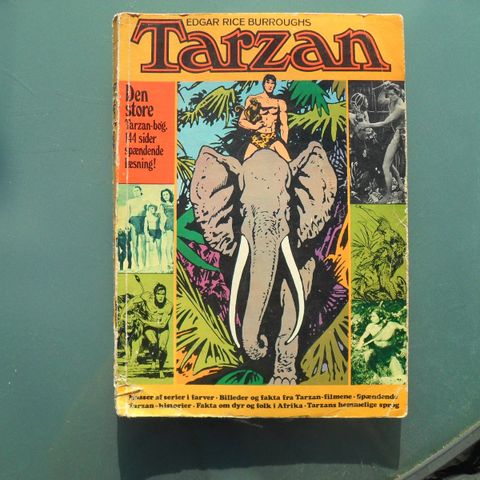 EDGAR RICE BURROUGHS
Tarzan
Den
store
Tarzan-bog.
144 sider
spændende
læsning!
Masser af serier i farver · Billeder og fakta fra Tarzan-filmene · Spændende
Tarzan-historier · Fakta om dyr og folk i Afrika · Tarzans hemmelige sprog